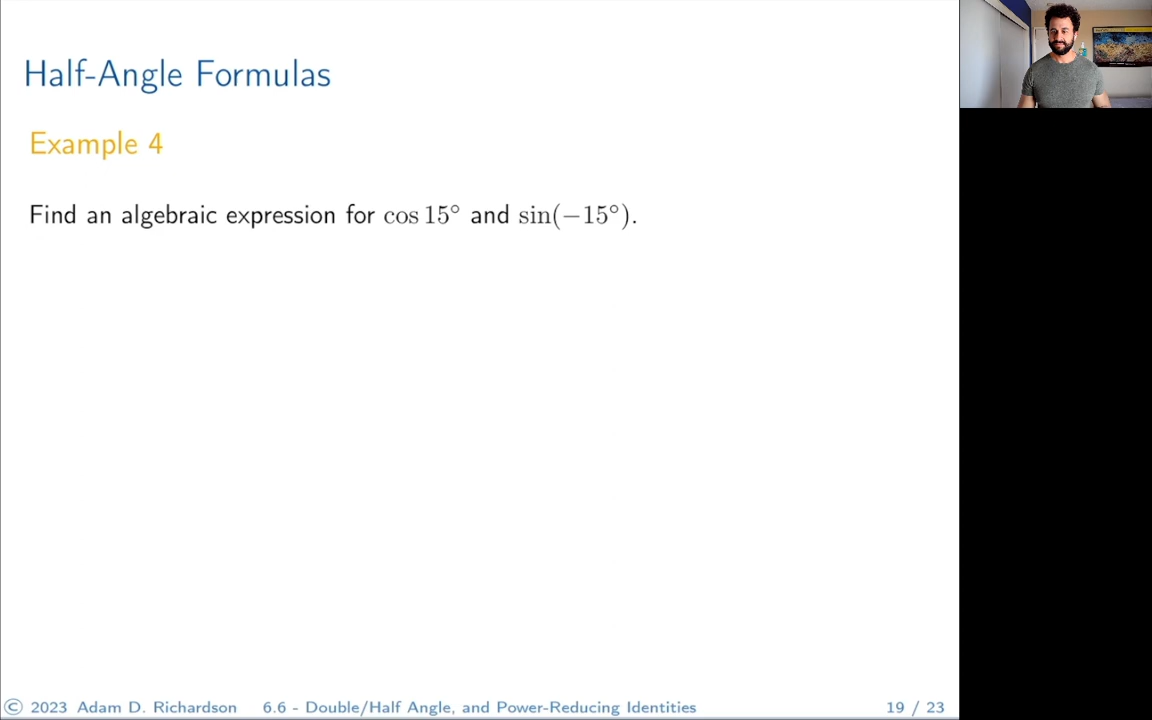 Half-Angle Formulas
Example 4
Find an algebraic expression for cos 15° and sin(−15°).
© 2023 Adam D. Richardson 6.6 - Double/Half Angle, and Power-Reducing Identities 19 / 23